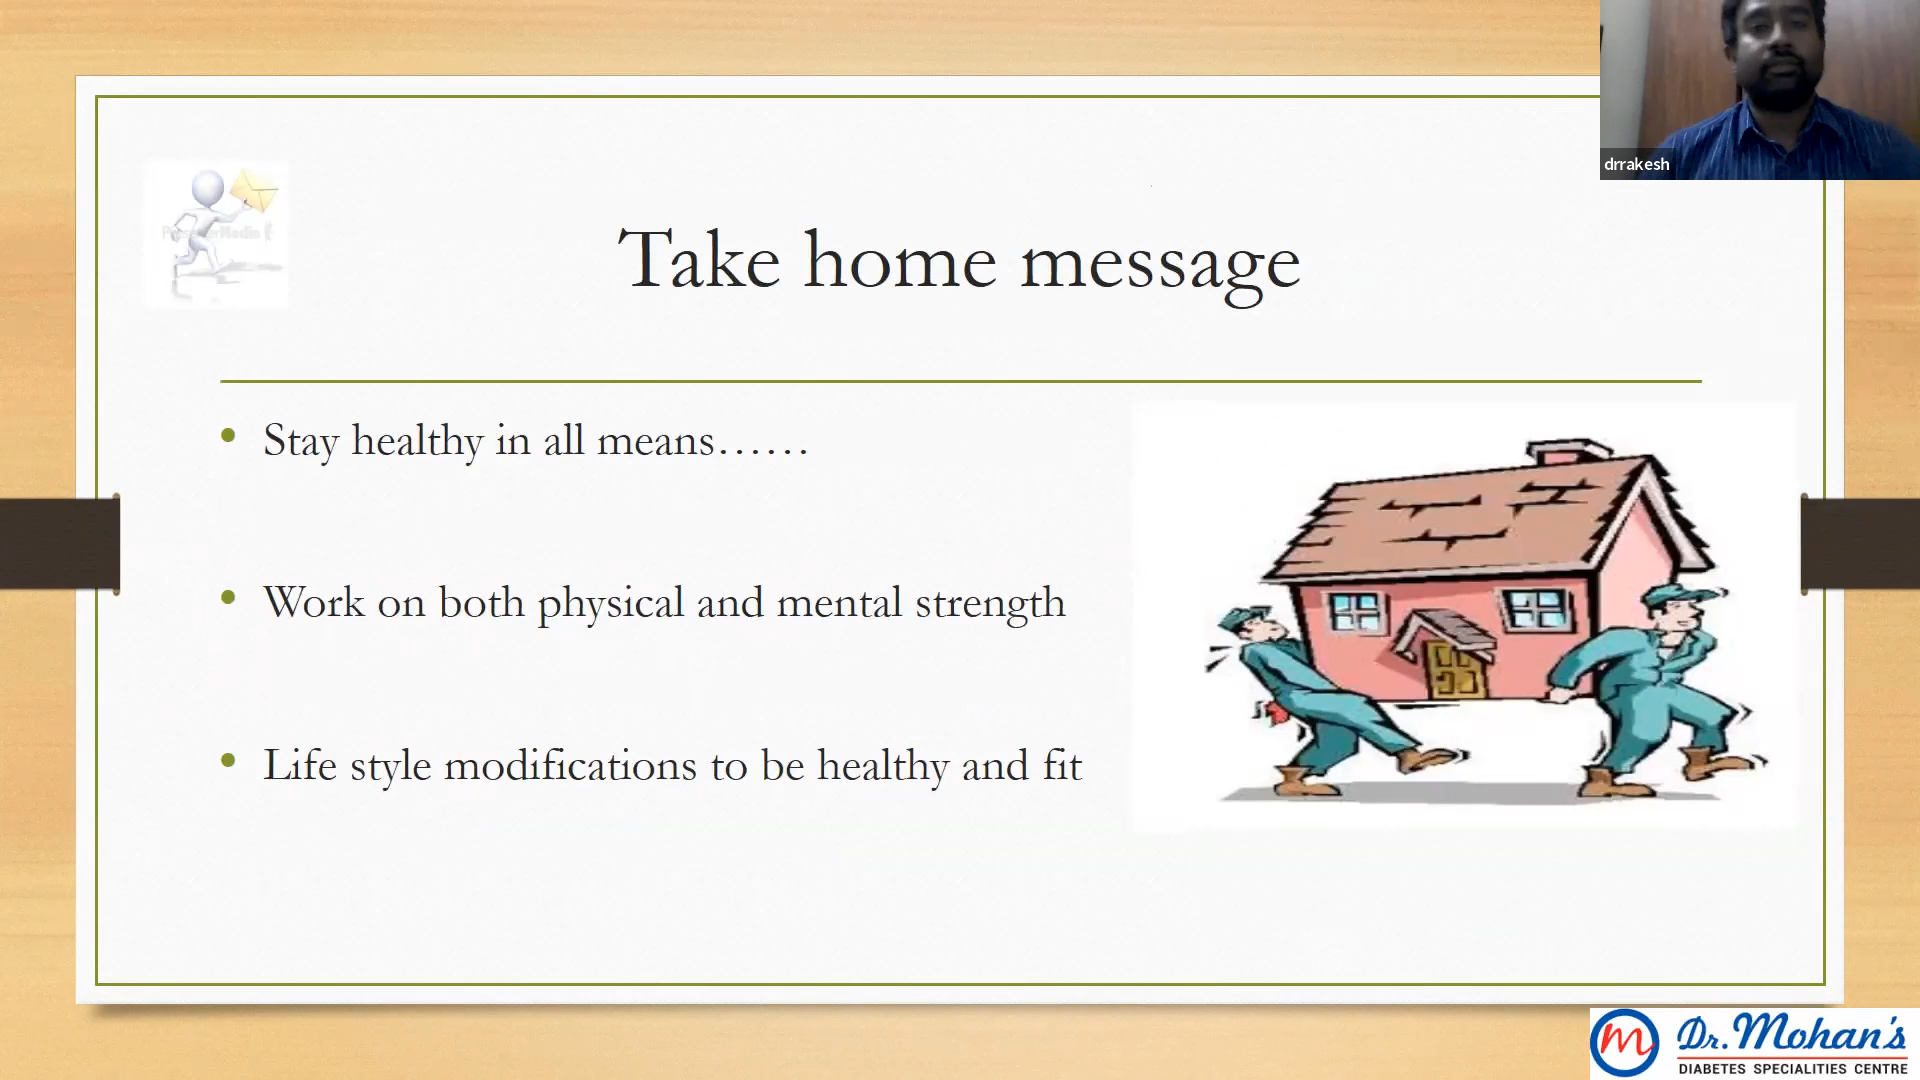 drrakesh
Take home message
• Stay healthy in all means……
• Work on both physical and mental strength
• Life style modifications to be healthy and fit
m Dr. Mohan's
DIABETES SPECIALITIES CENTRE